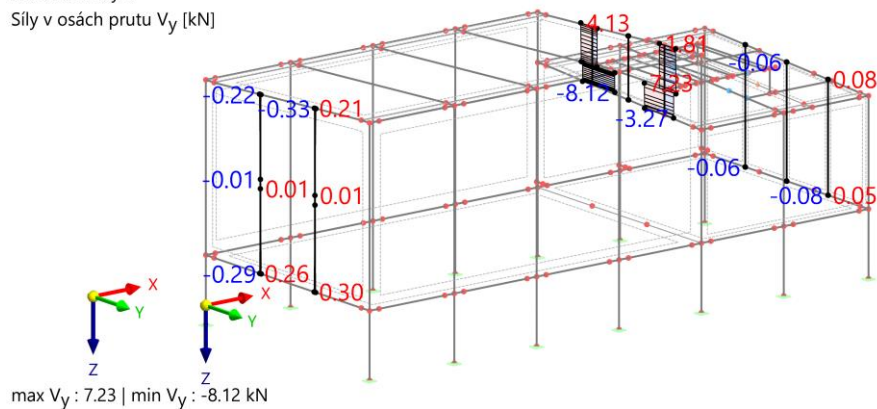 Síly v osách prutu Vy [kN]
-4.13
1.81
-0.06
0.08
-0.22
-0.33
0.21
-8.12
7.23
-3.27
-0.01
0.01
0.01
-0.06
-0.08
0.05
-0.29
0.26
0.30
X
Y
Z
X
Y
Z
max Vy : 7.23 | min Vy : -8.12 kN